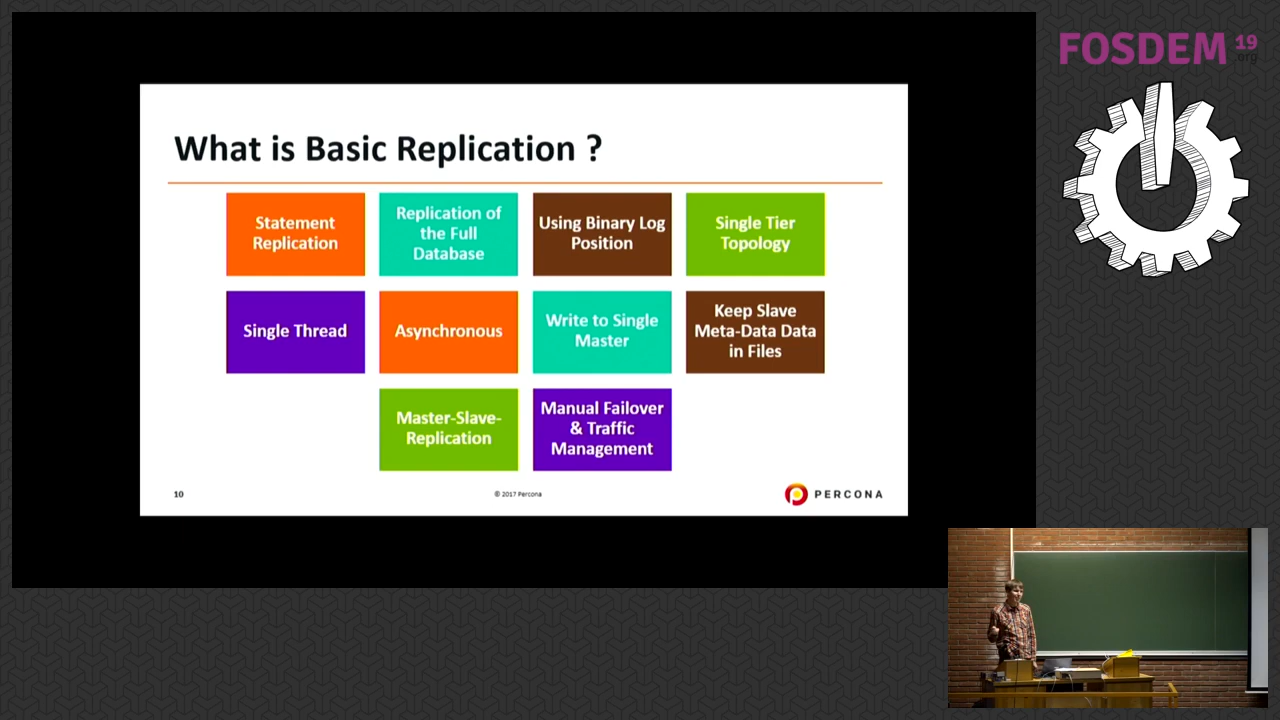 FOSDEM 19
.org
What is Basic Replication ?
Statement
Replication
Replication of
the Full
Database
Using Binary Log
Position
Single Tier
Topology
Single Thread
Asynchronous
Write to Single
Master
Keep Slave
Meta-Data Data
in Files
Master-Slave-
Replication
Manual Failover
& Traffic
Management
10
© 2017 Percona
PERCONA